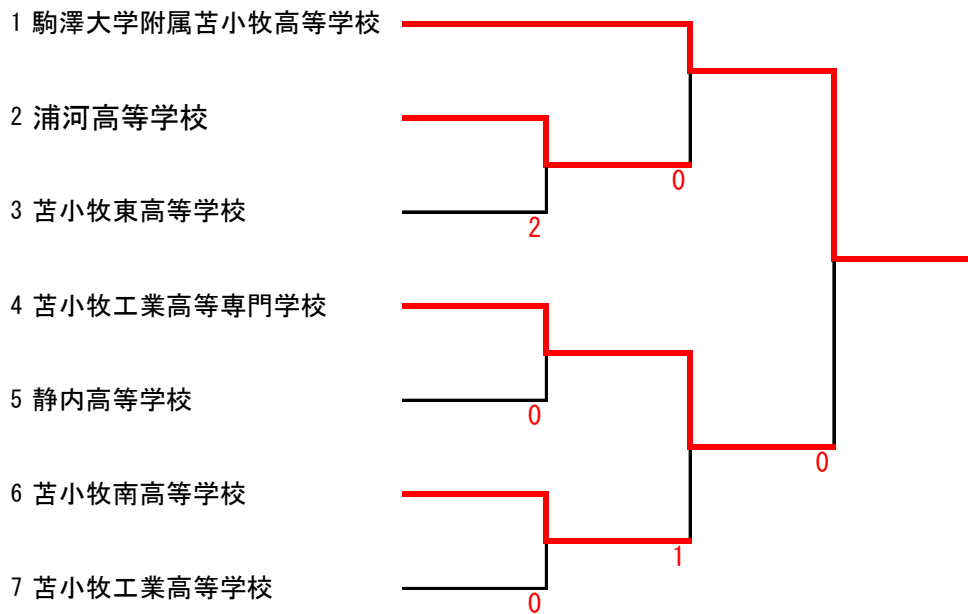 1 駒澤大学附属苫小牧高等学校
2 浦河高等学校
0
3 苫小牧東高等学校
2
4 苫小牧工業高等専門学校
5 静内高等学校
0
0
6 苫小牧南高等学校
1
7 苫小牧工業高等学校
0